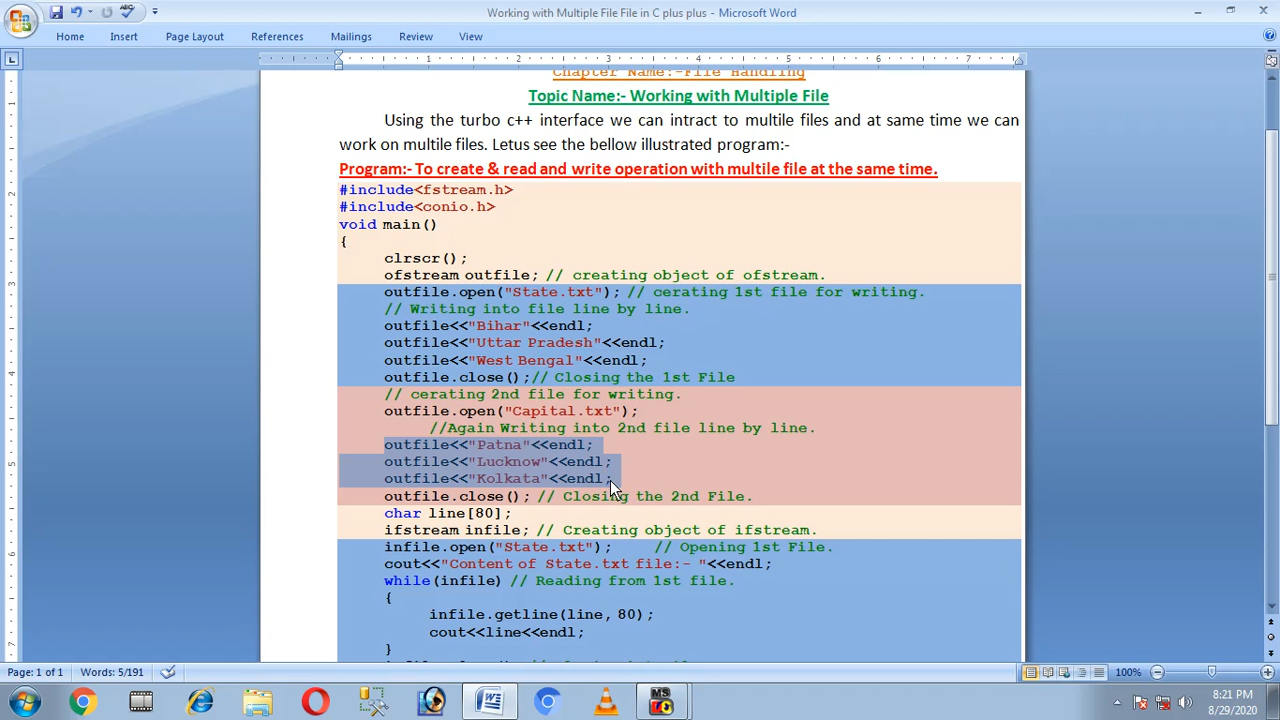 Working with Multiple File File in C plus plus - Microsoft Word
Home Insert Page Layout References Mailings Review View
Chapter Name:-File Handling
Topic Name:- Working with Multiple File
Using the turbo c++ interface we can intract to multile files and at same time we can
work on multile files. Letus see the bellow illustrated program:-
Program:- To create & read and write operation with multile file at the same time.
#include<fstream.h>
#include<conio.h>
void main()
{
clrscr();
ofstream outfile; // creating object of ofstream.
outfile.open("State.txt"); // cerating 1st file for writing.
// Writing into file line by line.
outfile<<"Bihar"<<endl;
outfile<<"Uttar Pradesh"<<endl;
outfile<<"West Bengal"<<endl;
outfile.close();// Closing the 1st File
// cerating 2nd file for writing.
outfile.open("Capital.txt");
//Again Writing into 2nd file line by line.
outfile<<"Patna"<<endl;
outfile<<"Lucknow"<<endl;
outfile<<"Kolkata"<<endl;
outfile.close(); // Closing the 2nd File.
char line[80];
ifstream infile; // Creating object of ifstream.
infile.open("State.txt"); // Opening 1st File.
cout<<"Content of State.txt file:- "<<endl;
while(infile) // Reading from 1st file.
{
infile.getline(line, 80);
cout<<line<<endl;
}
Page: 1 of 1 Words: 5/191 100%
8:21 PM
8/29/2020